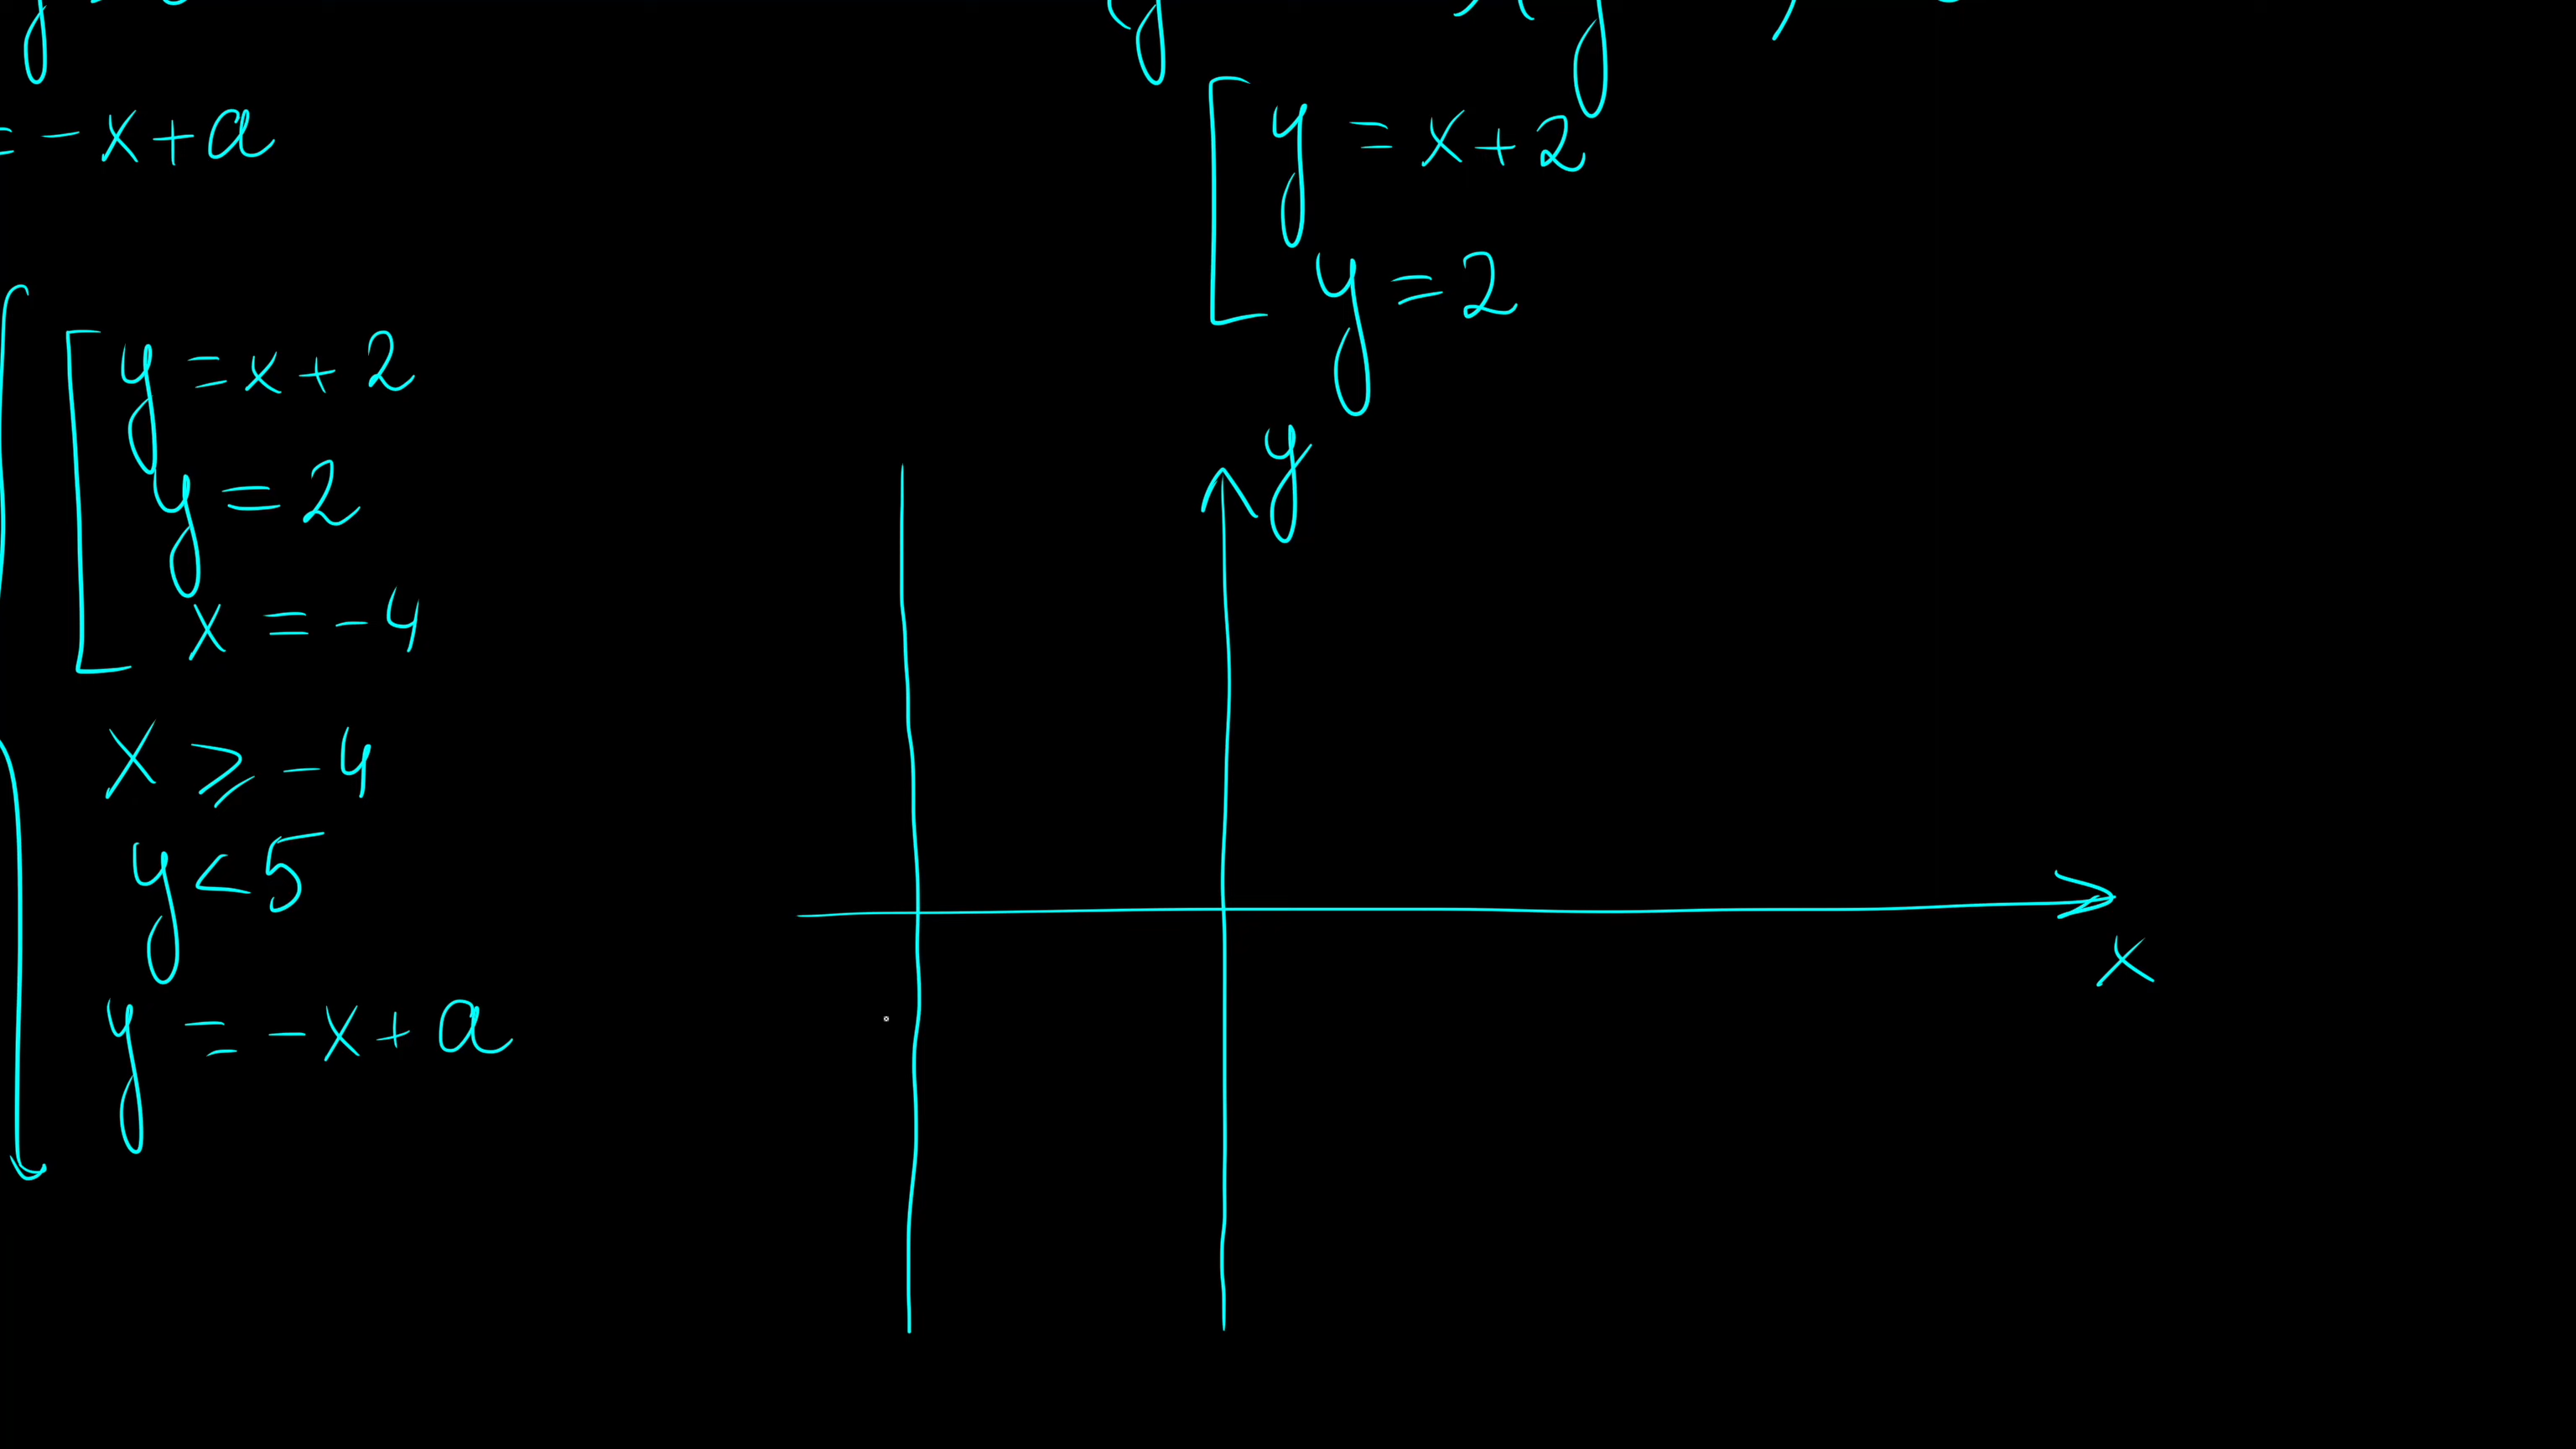 = -x+a
y = x+2
y = 2
y = x+2
y = 2
x = -4
x ⩾ -4
y < 5
y = -x+a
y
x